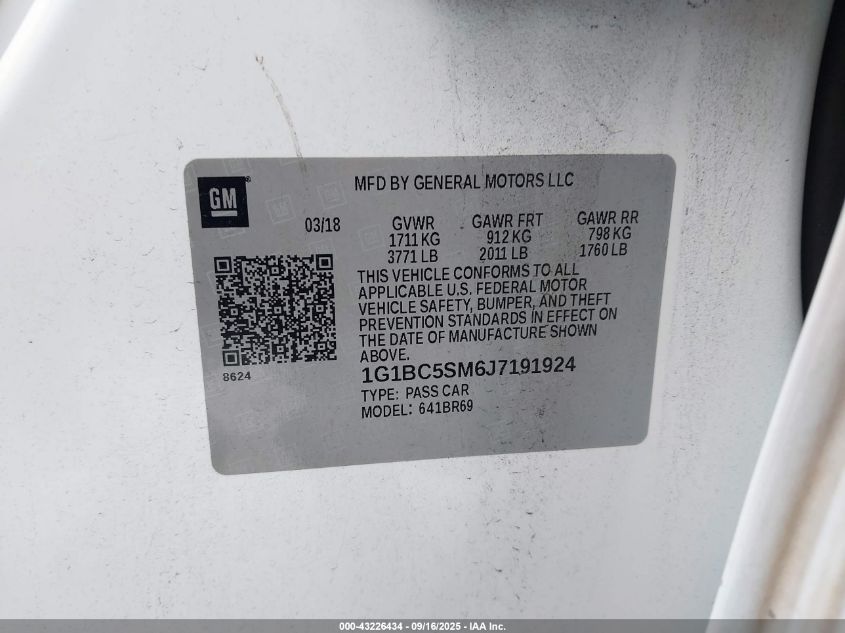 GM
MFD BY GENERAL MOTORS LLC
03/18
GVWR GAWR FRT GAWR RR
1711 KG 912 KG 798 KG
3771 LB 2011 LB 1760 LB
THIS VEHICLE CONFORMS TO ALL
APPLICABLE U.S. FEDERAL MOTOR
VEHICLE SAFETY, BUMPER, AND THEFT
PREVENTION STANDARDS IN EFFECT ON
THE DATE OF MANUFACTURE SHOWN
ABOVE.
8624
1G1BC5SM6J7191924
TYPE: PASS CAR
MODEL: 641BR69
000-43226434 - 09/16/2025 - IAA Inc.